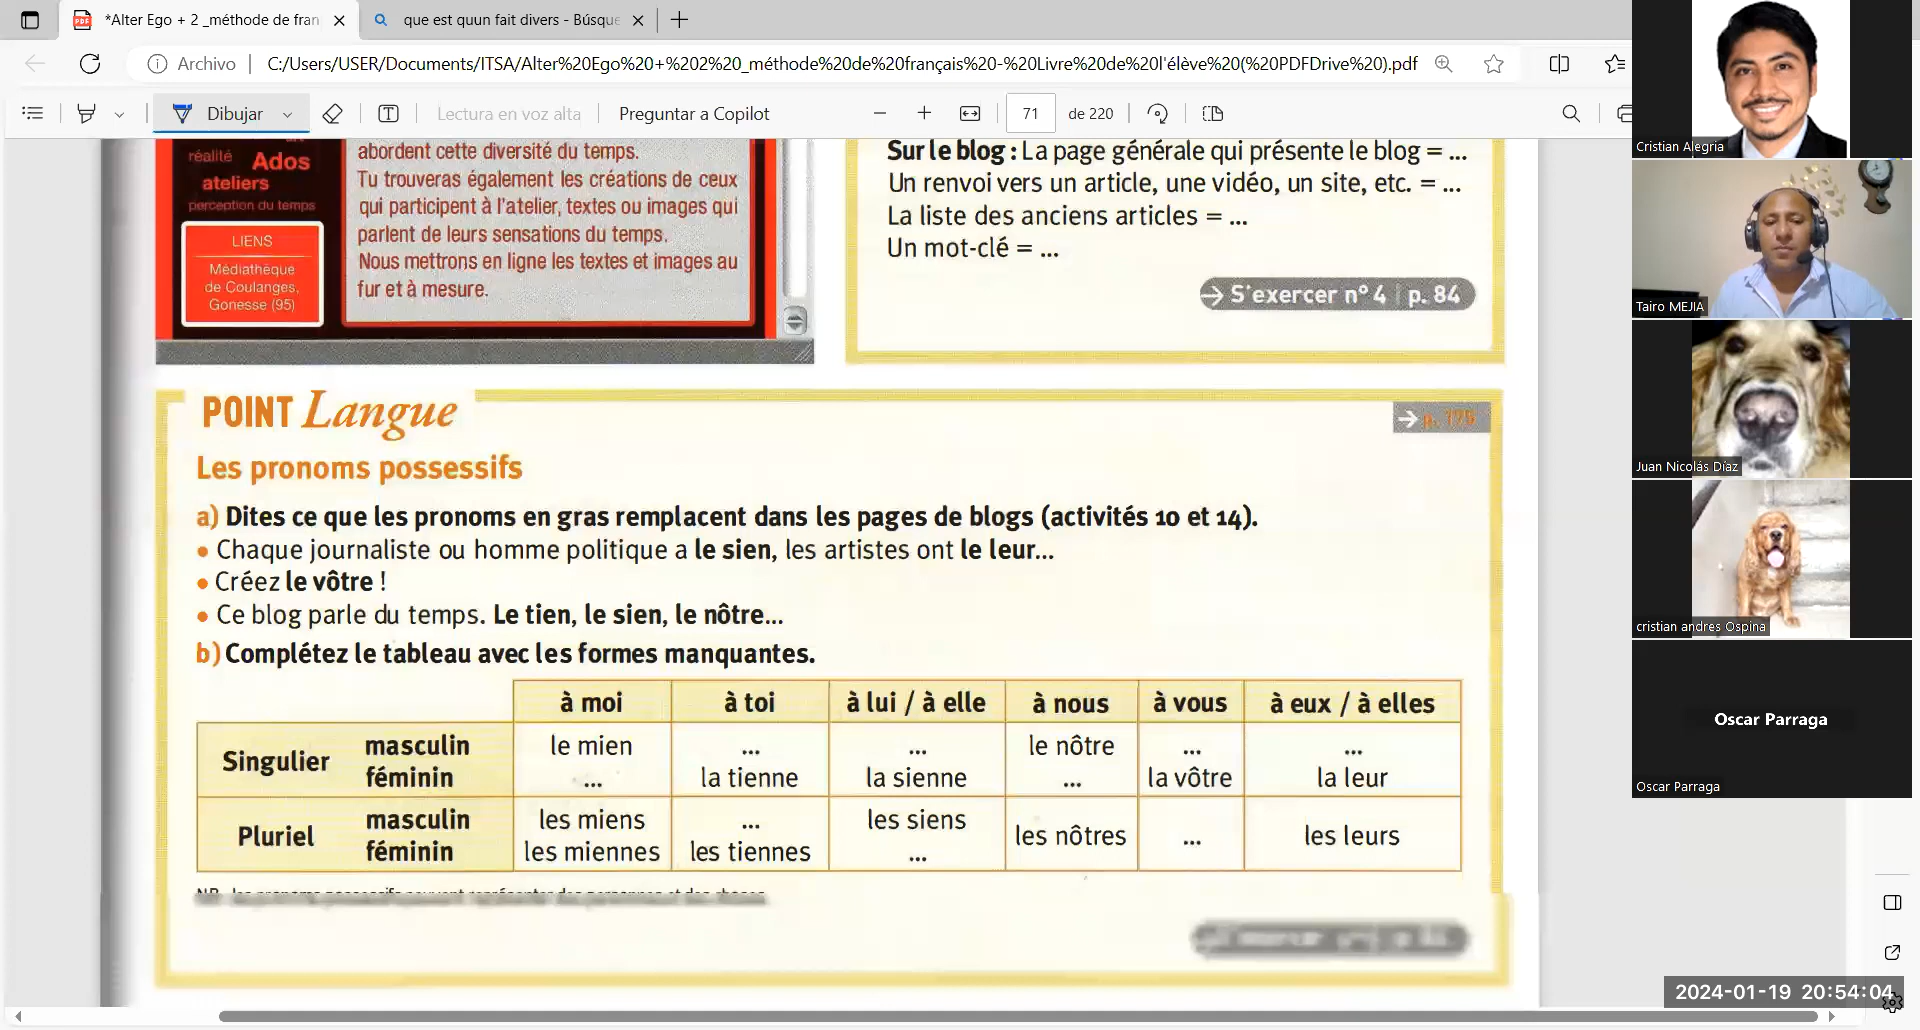 *Alter Ego + 2 _méthode de fran
que est quun fait divers - Búsque
Archivo
C:/Users/USER/Documents/ITSA/Alter%20Ego%20+%202%20_méthode%20de%20français%20-%20Livre%20de%20l'élève%20(%20PDFDrive%20).pdf
Dibujar
Lectura en voz alta
Preguntar a Copilot
71
de 220
réalité
Ados
ateliers
perception du temps
LIENS
Médiathèque
de Coulanges,
Gonesse (95)
abordent cette diversité du temps.
Tu trouveras également les créations de ceux
qui participent à l'atelier, textes ou images qui
parlent de leurs sensations du temps.
Nous mettrons en ligne les textes et images au
fur et à mesure.
Sur le blog : La page générale qui présente le blog = ...
Un renvoi vers un article, une vidéo, un site, etc. = ...
La liste des anciens articles = ...
Un mot-clé = ...
S'exercer n° 4 | p. 84
POINT Langue
Les pronoms possessifs
a) Dites ce que les pronoms en gras remplacent dans les pages de blogs (activités 10 et 14).
• Chaque journaliste ou homme politique a le sien, les artistes ont le leur...
• Créez le vôtre !
• Ce blog parle du temps. Le tien, le sien, le nôtre...
b) Complétez le tableau avec les formes manquantes.
à moi à toi à lui / à elle à nous à vous à eux / à elles
Singulier
masculin le mien ... ... le nôtre ... ...
féminin ... la tienne la sienne ... la vôtre la leur
Pluriel
masculin les miens ... les siens
les nôtres ... les leurs
féminin les miennes les tiennes ...
Cristian Alegria
Tairo MEJIA
Juan Nicolás Díaz
cristian andres Ospina
Oscar Parraga
Oscar Parraga
2024-01-19 20:54:04